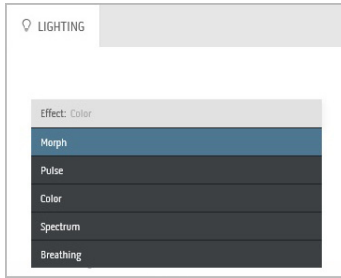 LIGHTING
Effect: Color
Morph
Pulse
Color
Spectrum
Breathing